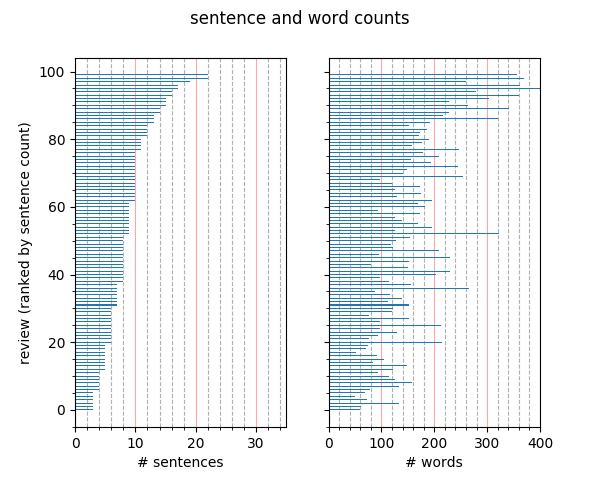 sentence and word counts
review (ranked by sentence count)
100
80
60
40
20
0
0 10 20 30
# sentences
0 100 200 300 400
# words